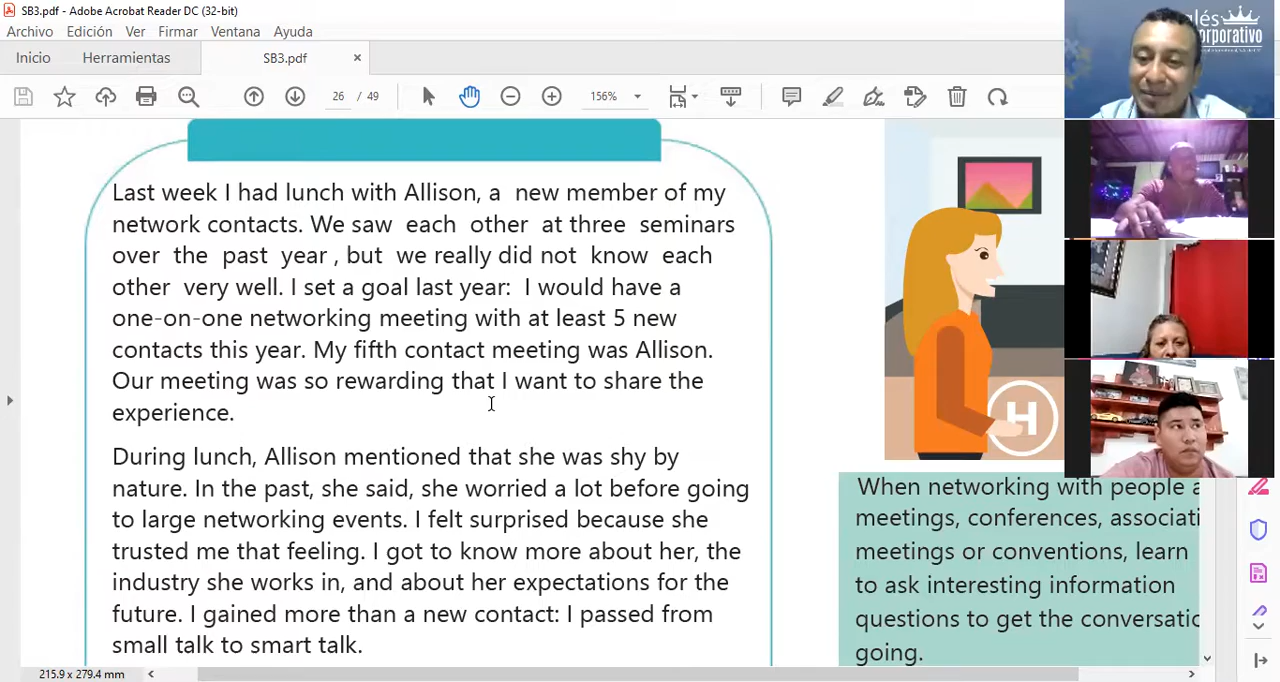 SB3.pdf - Adobe Acrobat Reader DC (32-bit)
Archivo Edición Ver Firmar Ventana Ayuda
Inicio Herramientas SB3.pdf ×
26 / 49 156%
Last week I had lunch with Allison, a new member of my
network contacts. We saw each other at three seminars
over the past year , but we really did not know each
other very well. I set a goal last year: I would have a
one-on-one networking meeting with at least 5 new
contacts this year. My fifth contact meeting was Allison.
Our meeting was so rewarding that I want to share the
experience.
During lunch, Allison mentioned that she was shy by
nature. In the past, she said, she worried a lot before going
to large networking events. I felt surprised because she
trusted me that feeling. I got to know more about her, the
industry she works in, and about her expectations for the
future. I gained more than a new contact: I passed from
small talk to smart talk.
H
When networking with people a
meetings, conferences, associati
meetings or conventions, learn
to ask interesting information
questions to get the conversatio
going.
glés
orporativo
215.9 x 279.4 mm